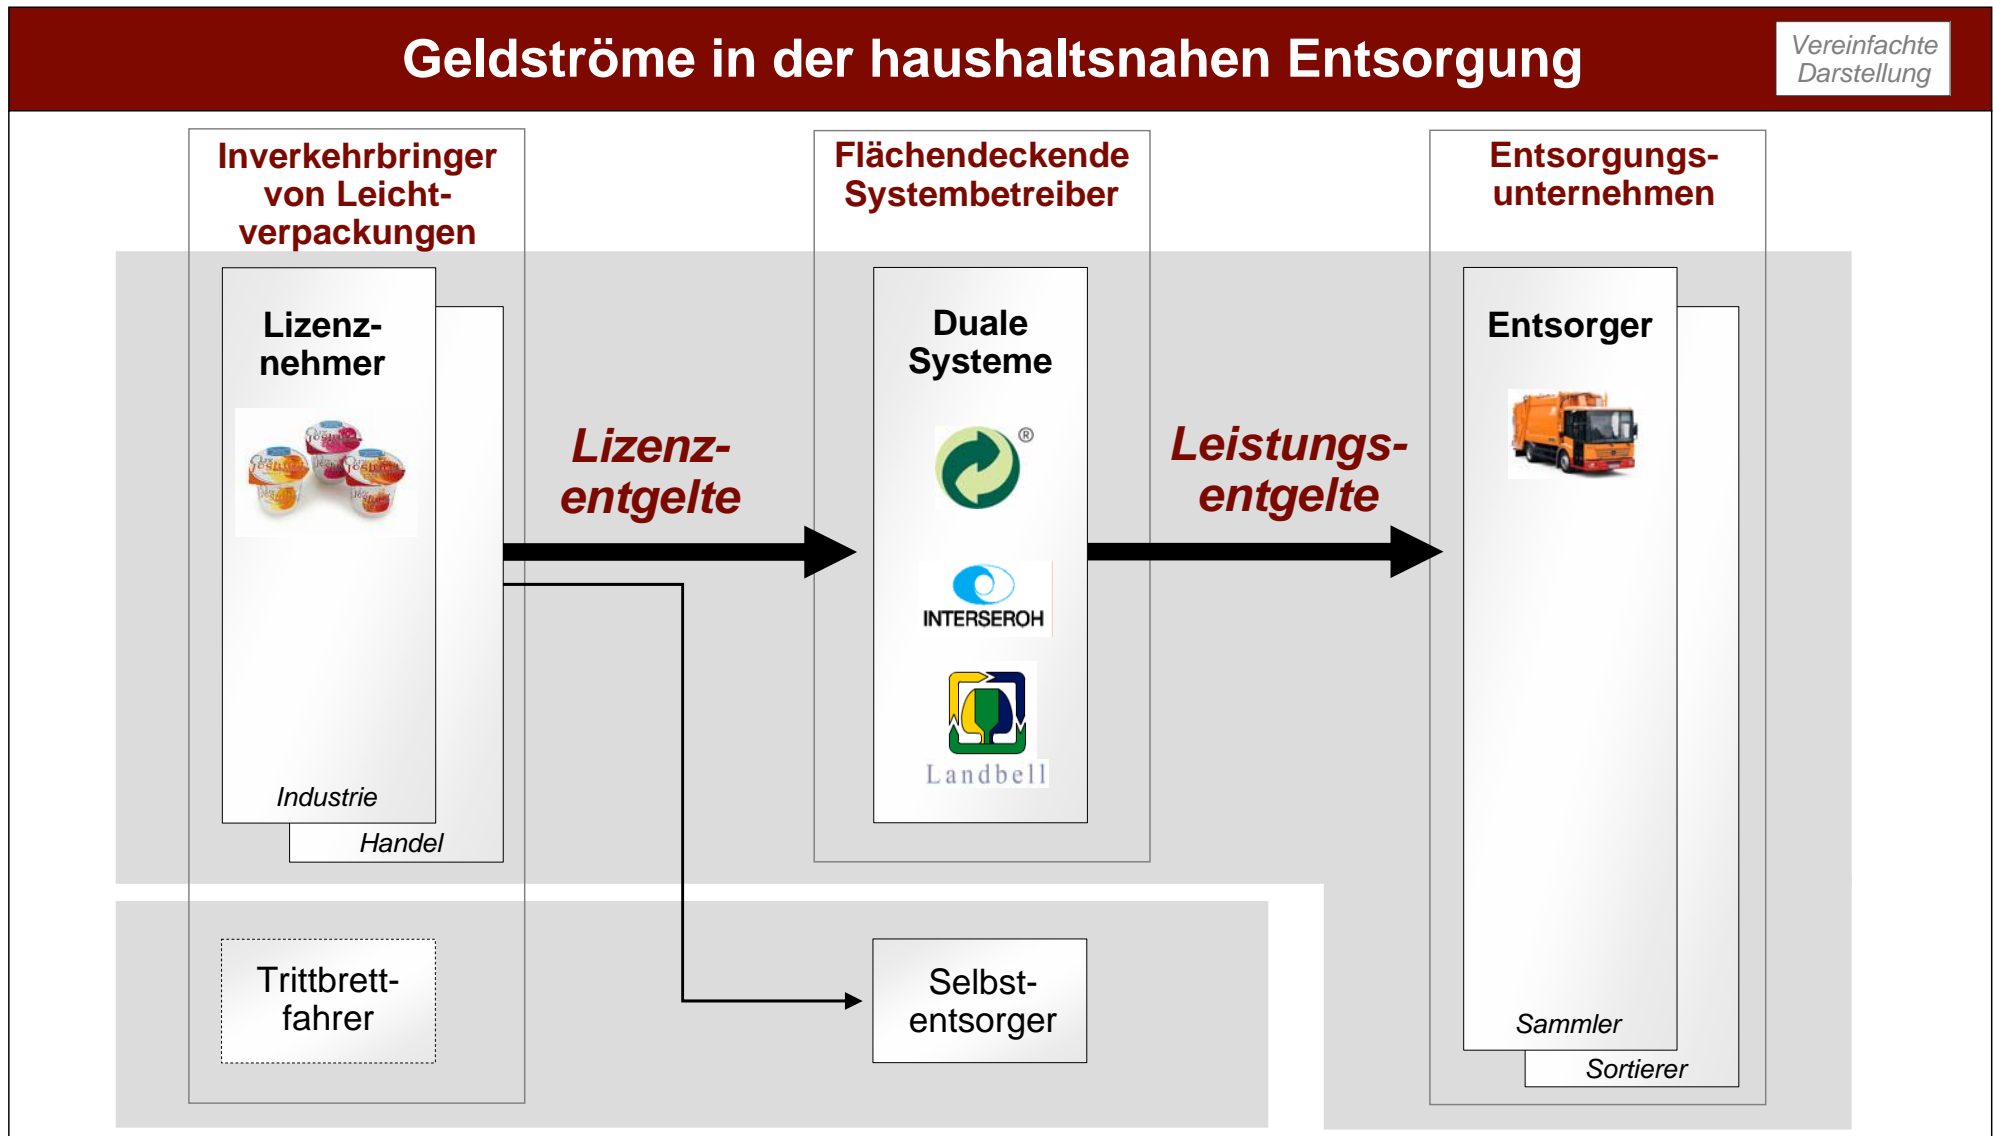 Geldströme in der haushaltsnahen Entsorgung
Vereinfachte
Darstellung
Inverkehrbringer
von Leicht-
verpackungen
Flächendeckende
Systembetreiber
Entsorgungs-
unternehmen
Lizenz-
nehmer
Industrie
Handel
Lizenz-
entgelte
Duale
Systeme
®
INTERSEROH
Landbell
Leistungs-
entgelte
Entsorger
Sammler
Sortierer
Trittbrett-
fahrer
Selbst-
entsorger